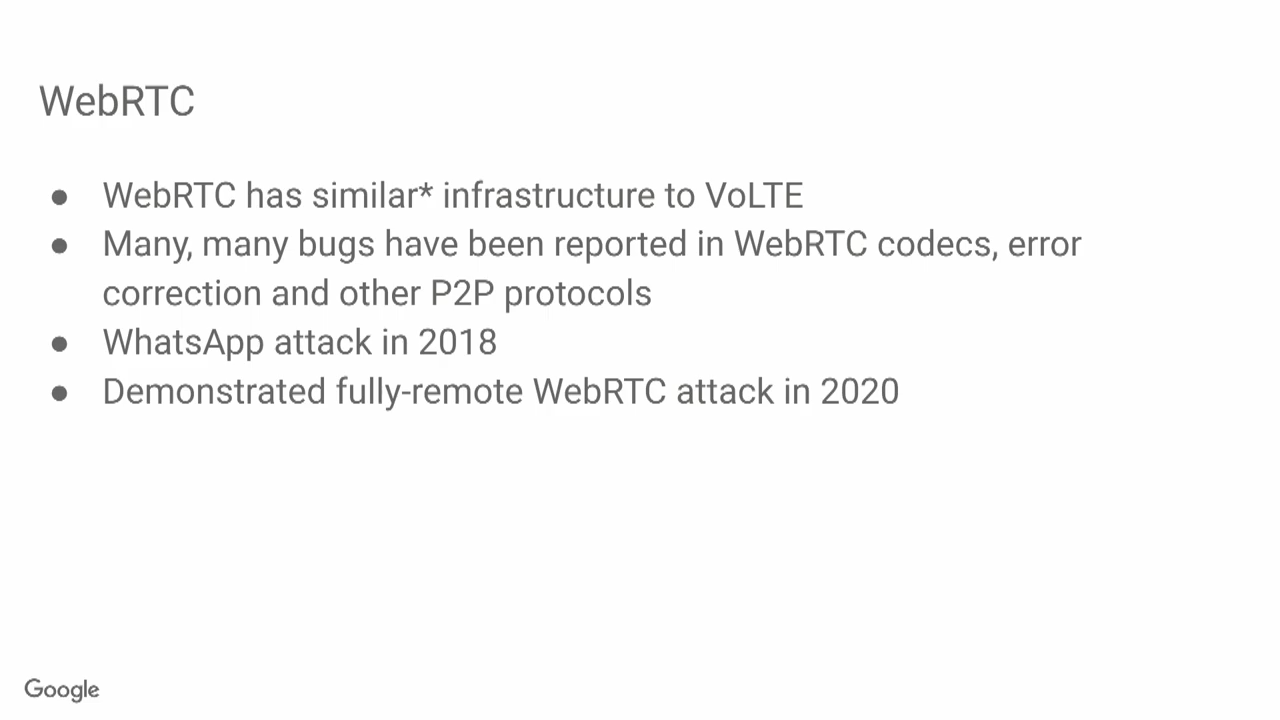 WebRTC
● WebRTC has similar* infrastructure to VoLTE
● Many, many bugs have been reported in WebRTC codecs, error
correction and other P2P protocols
● WhatsApp attack in 2018
● Demonstrated fully-remote WebRTC attack in 2020
Google